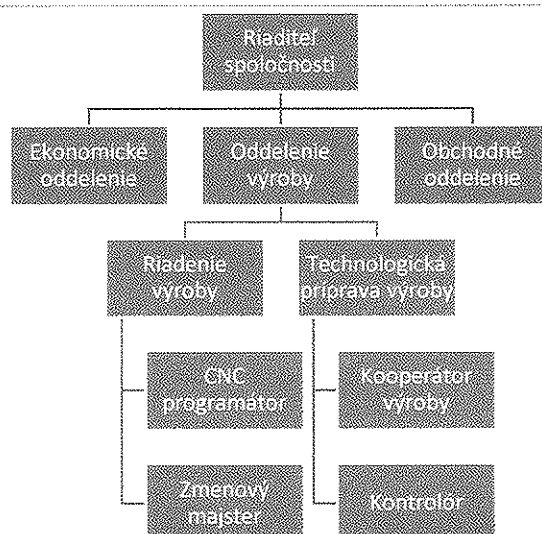 Riaditeľ
spoločnosti
Ekonomické
oddelenie
Oddelenie
výroby
Obchodné
oddelenie
Riadenie
výroby
Technologická
príprava výroby
CNC
programátor
Kooperátor
výroby
Zmenový
majster
Kontrolór